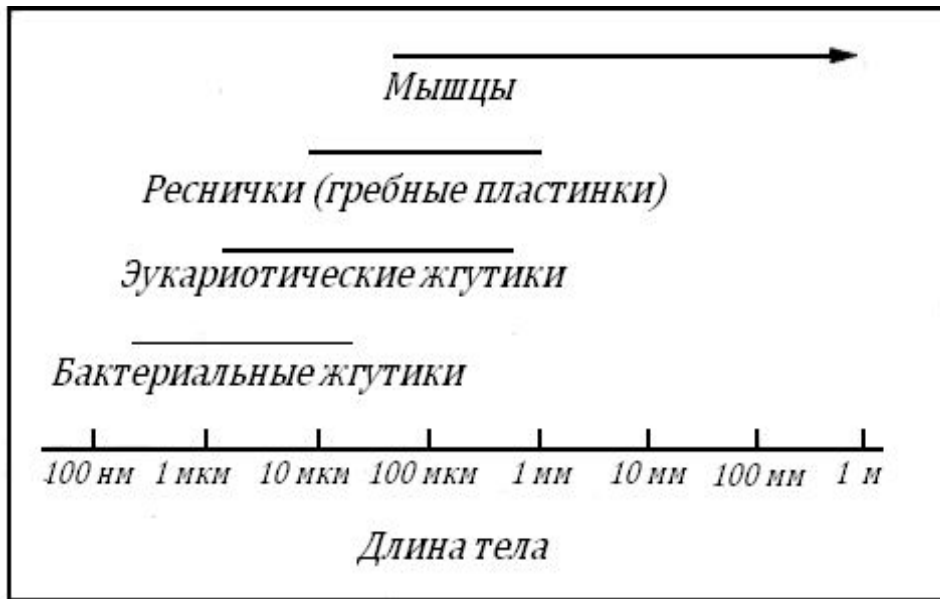 Мышцы
Реснички (гребные пластинки)
Эукариотические жгутики
Бактериальные жгутики
100 нм 1 мкм 10 мкм 100 мкм 1 мм 10 мм 100 мм 1 м
Длина тела